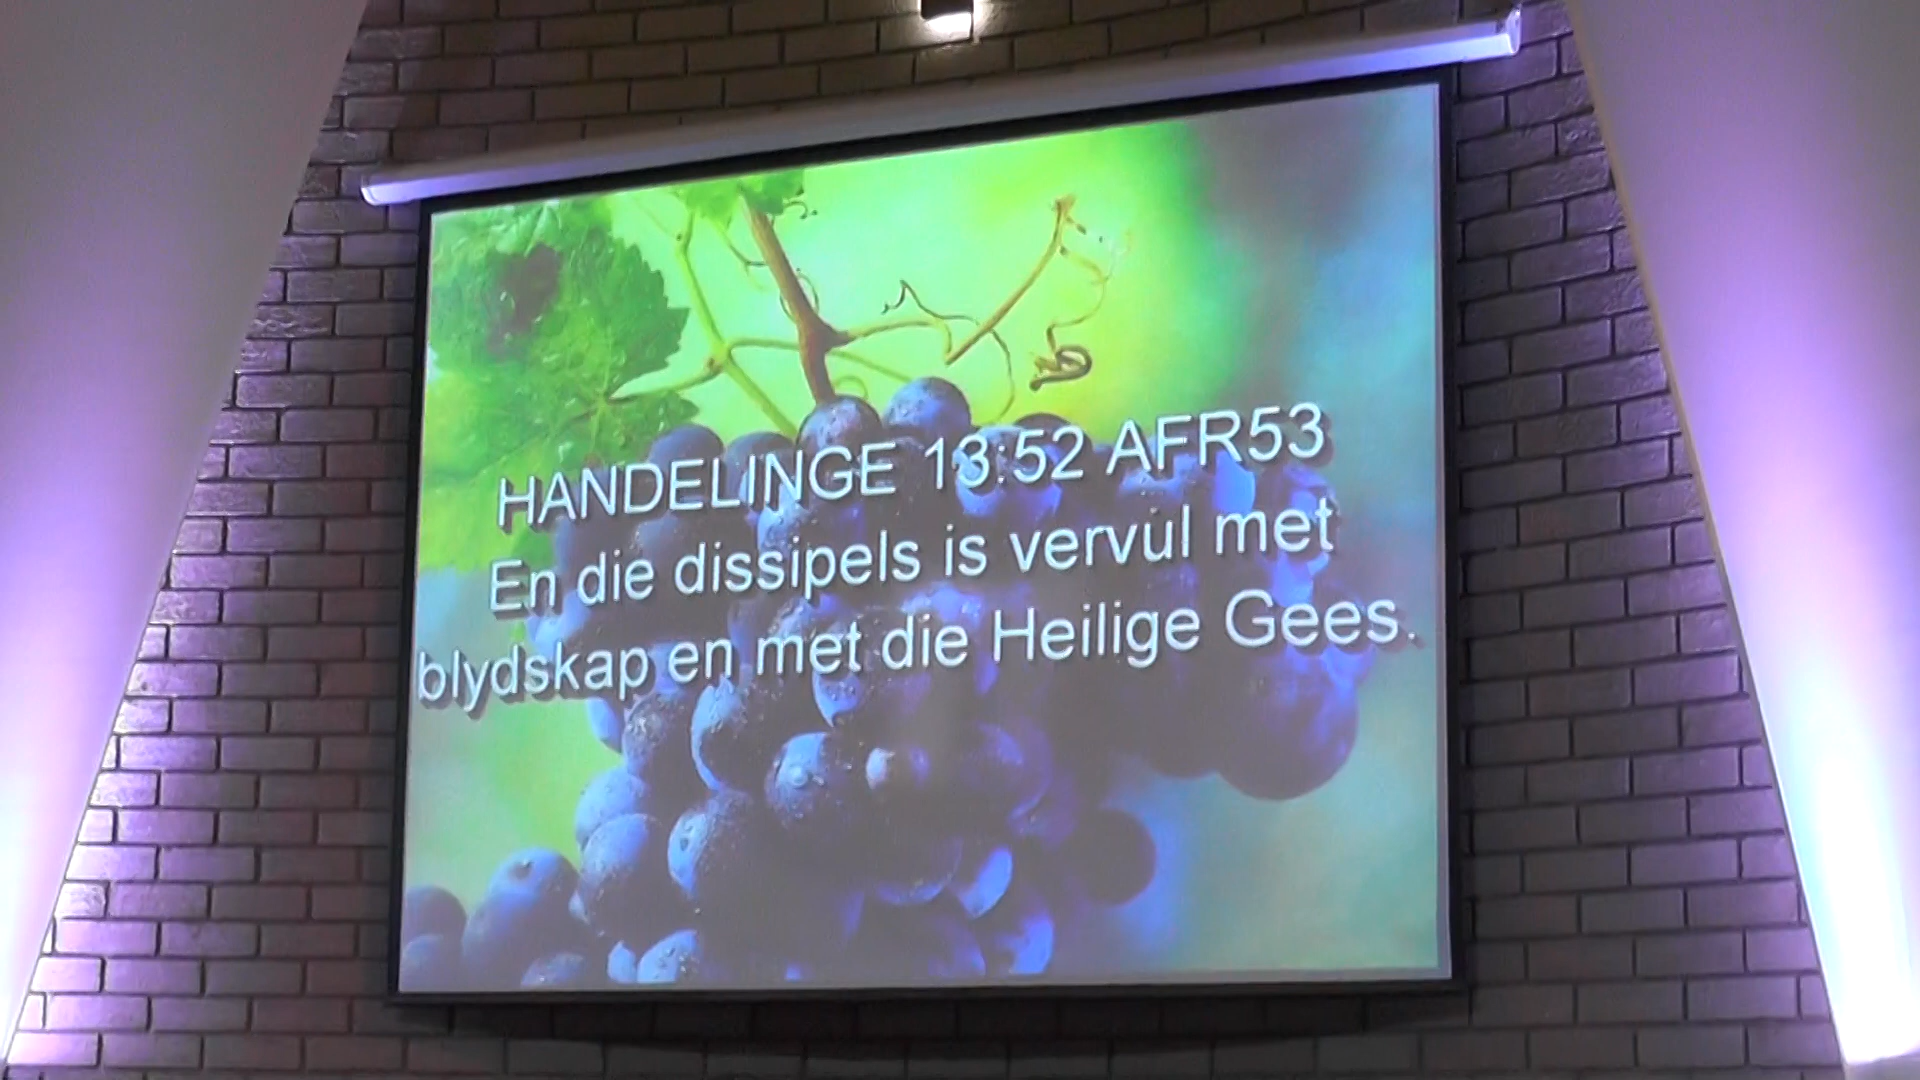 HANDELINGE 13:52 AFR53
En die dissipels is vervul met
blydskap en met die Heilige Gees.